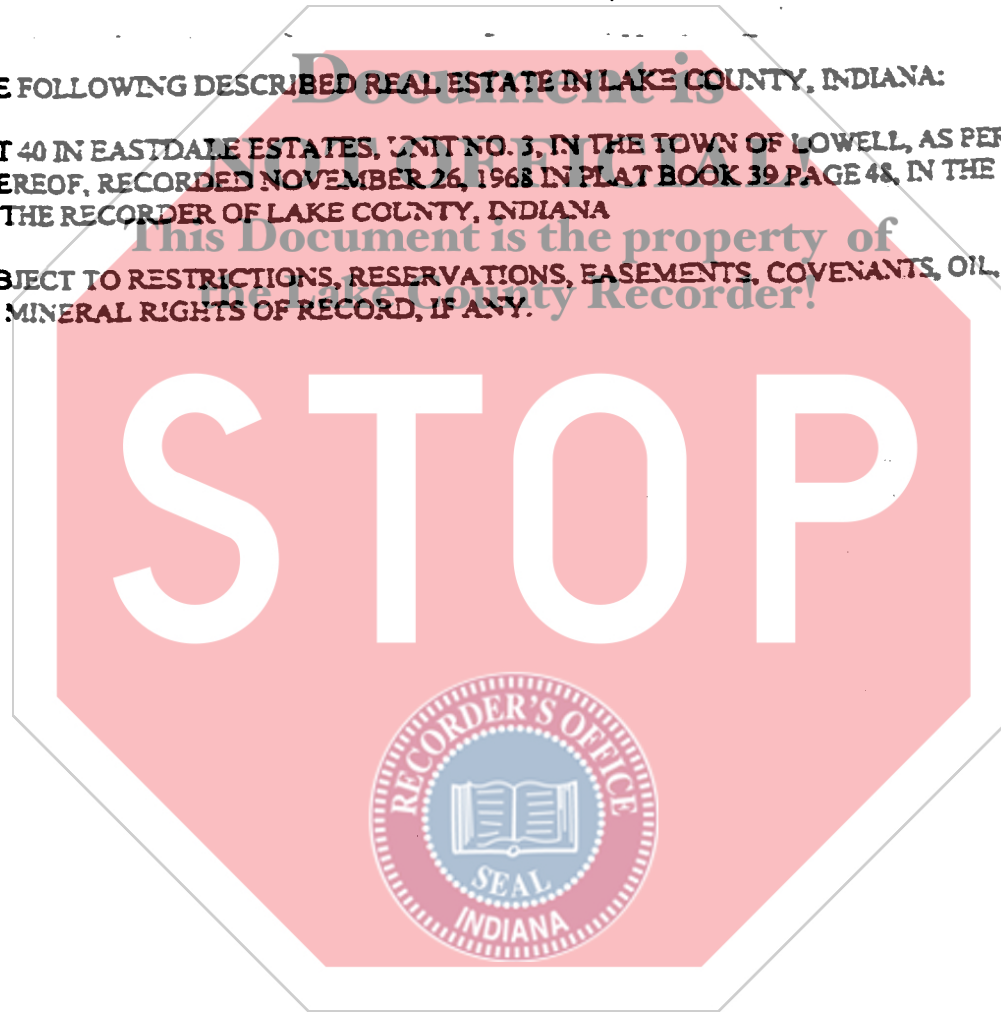 E FOLLOWING DESCRIBED REAL ESTATE IN LAKE COUNTY, INDIANA:
Document is
T 40 IN EASTDALE ESTATES, UNIT NO. 3, IN THE TOWN OF LOWELL, AS PER
NOT OFFICIAL!
EREOF, RECORDED NOVEMBER 26, 1968 IN PLAT BOOK 39 PAGE 48, IN THE
THE RECORDER OF LAKE COUNTY, INDIANA
This Document is the property of
BJECT TO RESTRICTIONS, RESERVATIONS, EASEMENTS, COVENANTS, OIL,
the Lake County Recorder!
MINERAL RIGHTS OF RECORD, IF ANY.
STOP
RECORDER'S OFFICE
SEAL
INDIANA